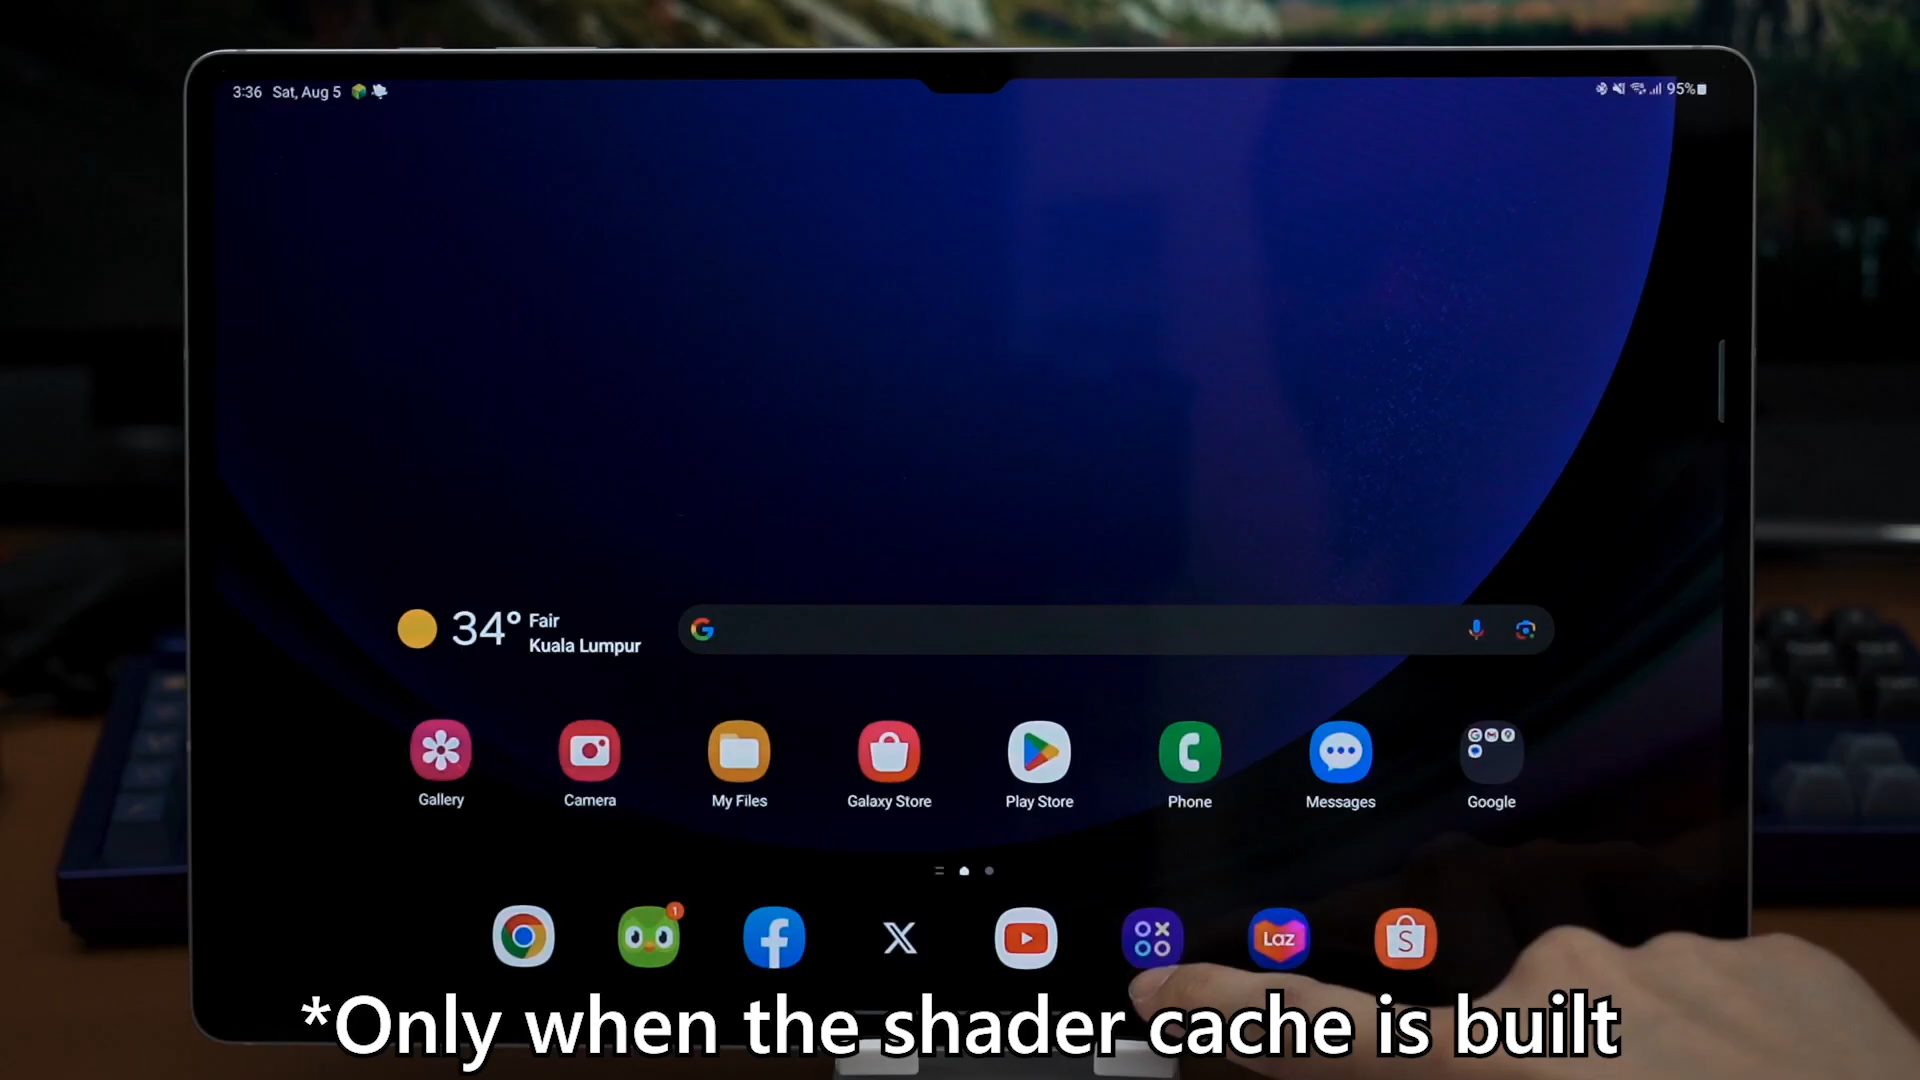 3:36 Sat, Aug 5
95%
34° Fair
Kuala Lumpur
Gallery
Camera
My Files
Galaxy Store
Play Store
Phone
Messages
Google
1
X
Laz
S
*Only when the shader cache is built